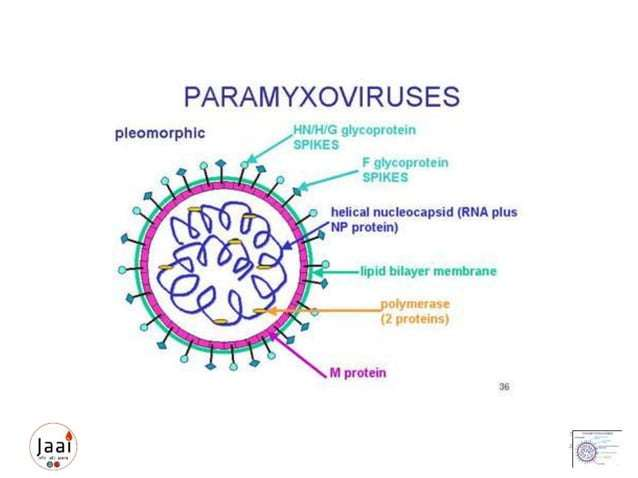 PARAMYXOVIRUSES
pleomorphic
HN/H/G glycoprotein
SPIKES
F glycoprotein
SPIKES
helical nucleocapsid (RNA plus
NP protein)
lipid bilayer membrane
polymerase
(2 proteins)
M protein
36
Jaai